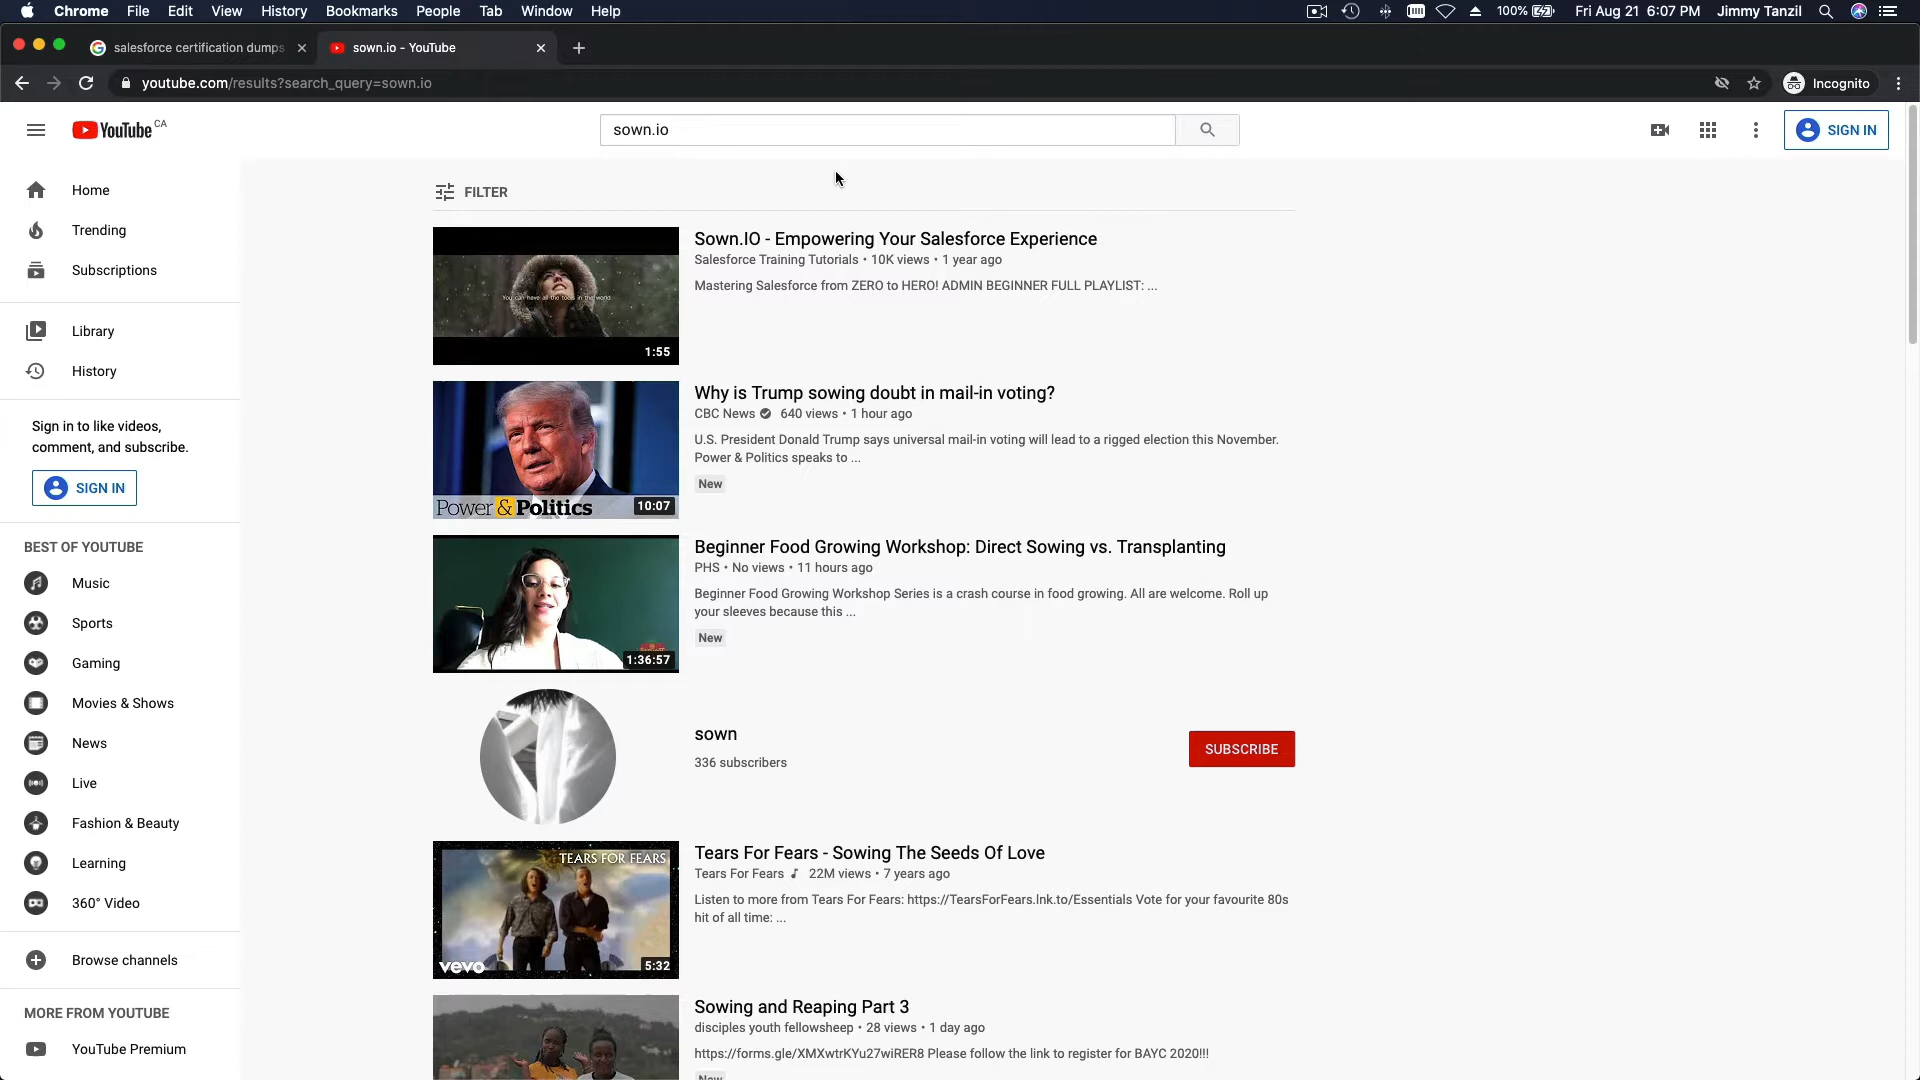 Chrome File Edit View History Bookmarks People Tab Window Help 100% Fri Aug 21 6:07 PM Jimmy Tanzil
salesforce certification dumps
sown.io - YouTube
youtube.com/results?search_query=sown.io
Incognito
YouTube CA
sown.io
SIGN IN
FILTER
Home
Trending
Subscriptions
Library
History
Sign in to like videos,
comment, and subscribe.
SIGN IN
BEST OF YOUTUBE
Music
Sports
Gaming
Movies & Shows
News
Live
Fashion & Beauty
Learning
360° Video
Browse channels
MORE FROM YOUTUBE
YouTube Premium
You can have all the tools in the world
1:55
Sown.IO - Empowering Your Salesforce Experience
Salesforce Training Tutorials • 10K views • 1 year ago
Mastering Salesforce from ZERO to HERO! ADMIN BEGINNER FULL PLAYLIST: ...
Power & Politics
10:07
Why is Trump sowing doubt in mail-in voting?
CBC News 640 views • 1 hour ago
U.S. President Donald Trump says universal mail-in voting will lead to a rigged election this November.
Power & Politics speaks to ...
New
1:36:57
Beginner Food Growing Workshop: Direct Sowing vs. Transplanting
PHS • No views • 11 hours ago
Beginner Food Growing Workshop Series is a crash course in food growing. All are welcome. Roll up
your sleeves because this ...
New
sown
336 subscribers
SUBSCRIBE
TEARS FOR FEARS
vevo
5:32
Tears For Fears - Sowing The Seeds Of Love
Tears For Fears 22M views • 7 years ago
Listen to more from Tears For Fears: https://TearsForFears.lnk.to/Essentials Vote for your favourite 80s
hit of all time: ...
Sowing and Reaping Part 3
disciples youth fellowsheep • 28 views • 1 day ago
https://forms.gle/XMXwtrKYu27wiRER8 Please follow the link to register for BAYC 2020!!!
New